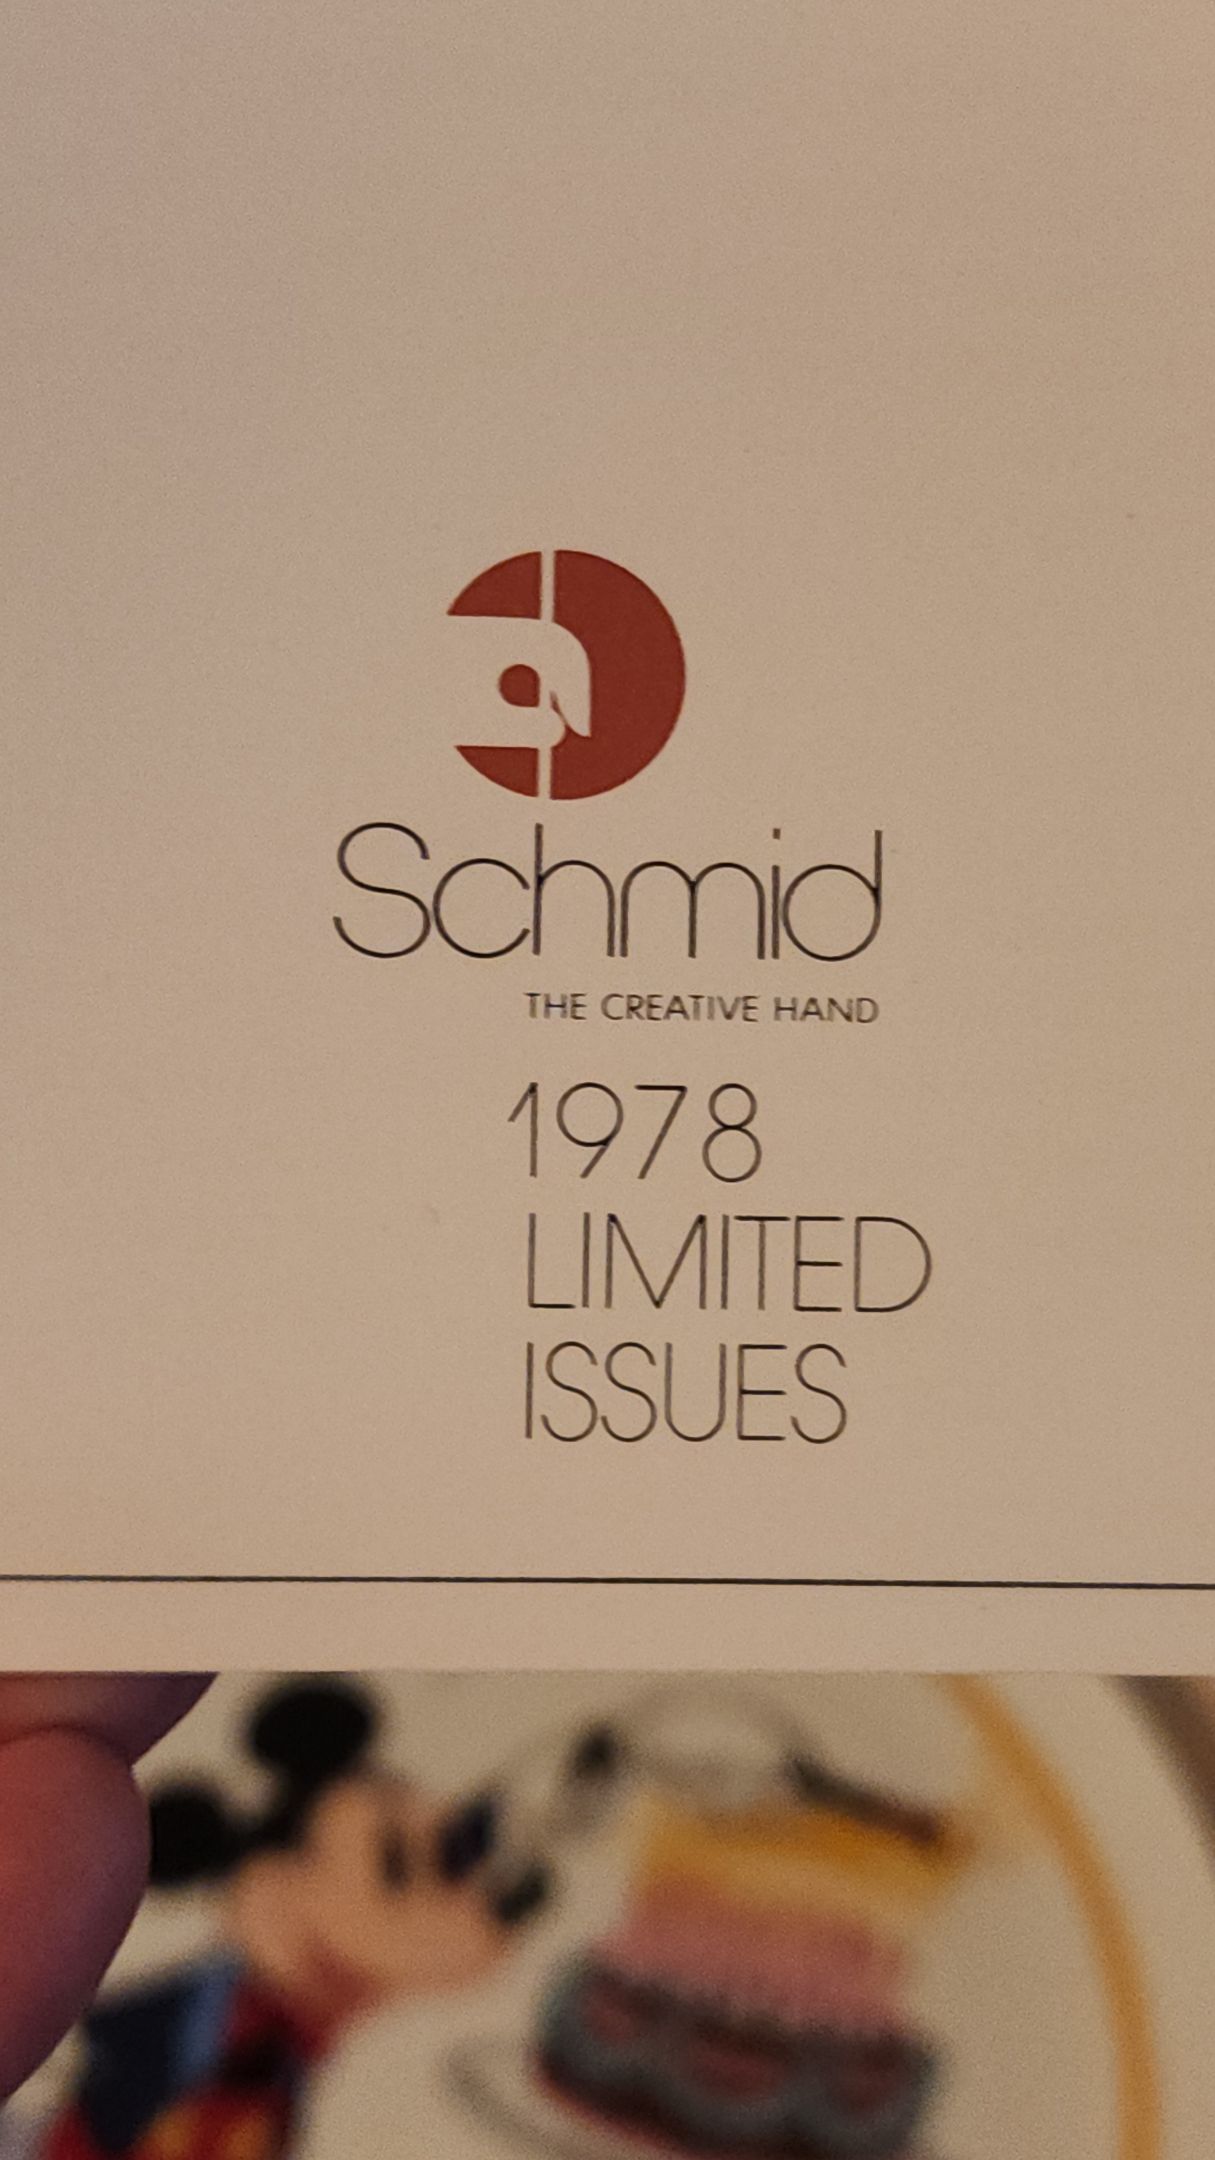 Schmid
THE CREATIVE HAND
1978
LIMITED
ISSUES